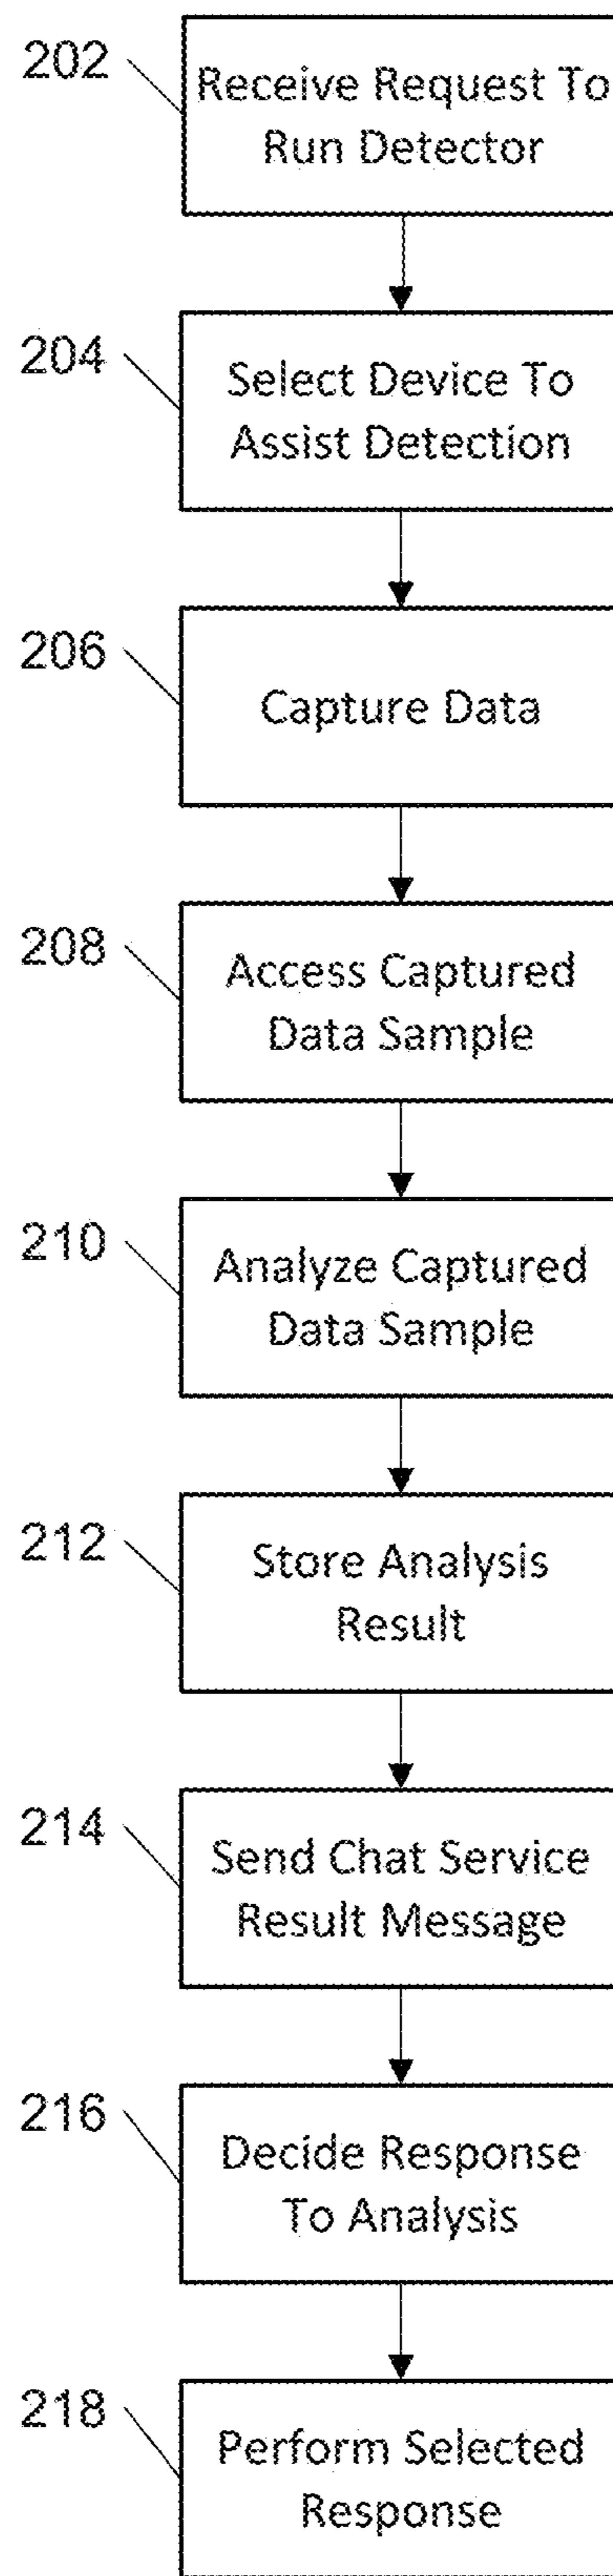 202
Receive Request To
Run Detector
204
Select Device To
Assist Detection
206
Capture Data
208
Access Captured
Data Sample
210
Analyze Captured
Data Sample
212
Store Analysis
Result
214
Send Chat Service
Result Message
216
Decide Response
To Analysis
218
Perform Selected
Response